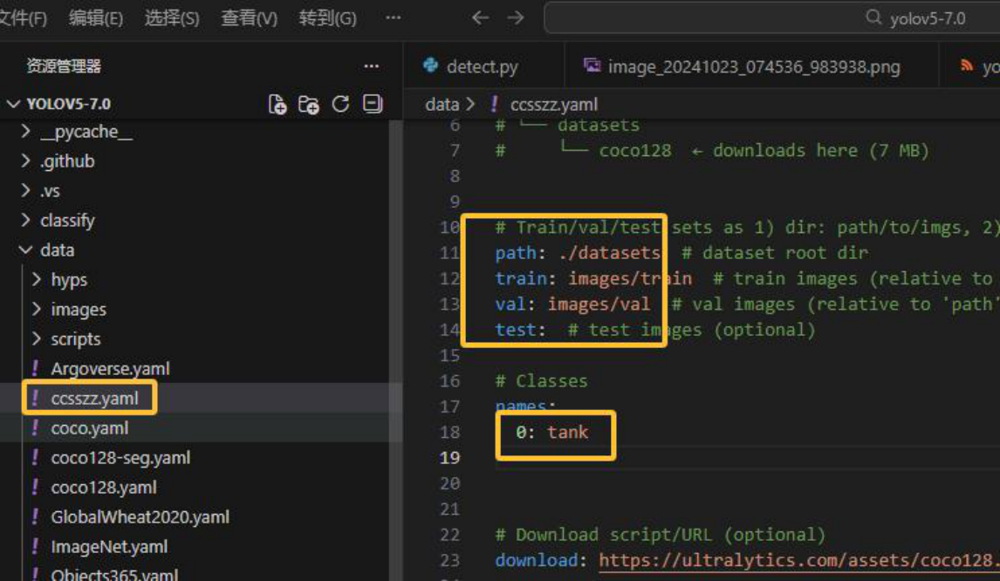 文件(F) 编辑(E) 选择(S) 查看(V) 转到(G) ··· ← → yolov5-7.0
资源管理器 ···
YOLOV5-7.0
__pycache__
.github
.vs
classify
data
hyps
images
scripts
Argoverse.yaml
ccsszz.yaml
coco.yaml
coco128-seg.yaml
coco128.yaml
GlobalWheat2020.yaml
ImageNet.yaml
Objects365.yaml
detect.py image_20241023_074536_983938.png yo
data > ! ccsszz.yaml
6 # └── datasets
7 #     └── coco128 ← downloads here (7 MB)
8
9
10 # Train/val/test sets as 1) dir: path/to/imgs, 2)
11 path: ./datasets # dataset root dir
12 train: images/train # train images (relative to
13 val: images/val # val images (relative to 'path'
14 test: # test images (optional)
15
16 # Classes
17 names:
18 0: tank
19
20
21
22 # Download script/URL (optional)
23 download: https://ultralytics.com/assets/coco128.